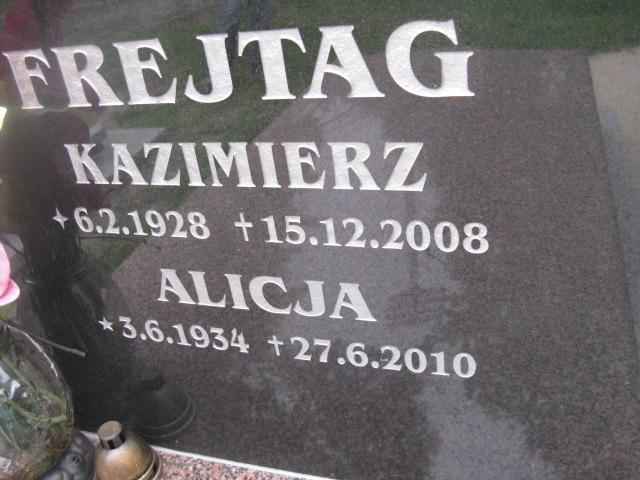 FREJTAG
KAZIMIERZ
✶6.2.1928 ✝15.12.2008
ALICJA
✶3.6.1934 ✝27.6.2010